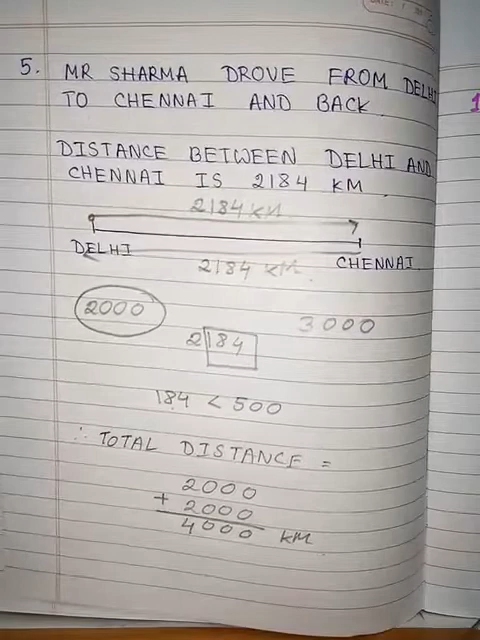 5. MR SHARMA DROVE FROM DELHI
TO CHENNAI AND BACK.
DISTANCE BETWEEN DELHI AND
CHENNAI IS 2184 KM
2184 KM
DELHI CHENNAI
2184 KM
2000 3000
2184
184 < 500
∴ TOTAL DISTANCE =
2000
+ 2000
4000 KM